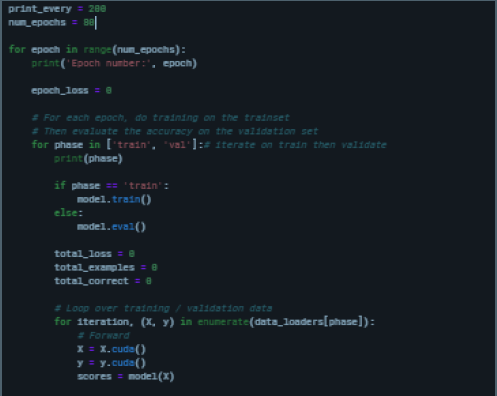 print_every = 200
num_epochs = 80
for epoch in range(num_epochs):
    print('Epoch number:', epoch)
    epoch_loss = 0
    # For each epoch, do training on the trainset
    # Then evaluate the accuracy on the validation set
    for phase in ['train', 'val']:# iterate on train then validate
        print(phase)
        if phase == 'train':
            model.train()
        else:
            model.eval()
        total_loss = 0
        total_examples = 0
        total_correct = 0
        # Loop over training / validation data
        for iteration, (X, y) in enumerate(data_loaders[phase]):
            # Forward
            X = X.cuda()
            y = y.cuda()
            scores = model(X)